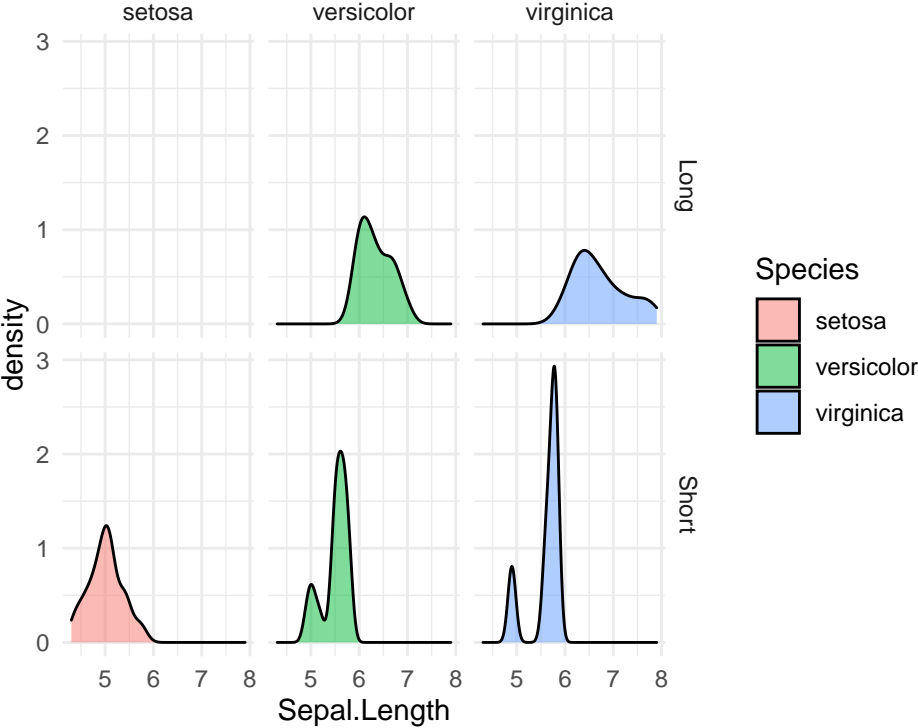 setosa versicolor virginica
3
2
1
0
Long
3
2
1
0
Short
density
5 6 7 8 5 6 7 8 5 6 7 8
Sepal.Length
Species
setosa
versicolor
virginica